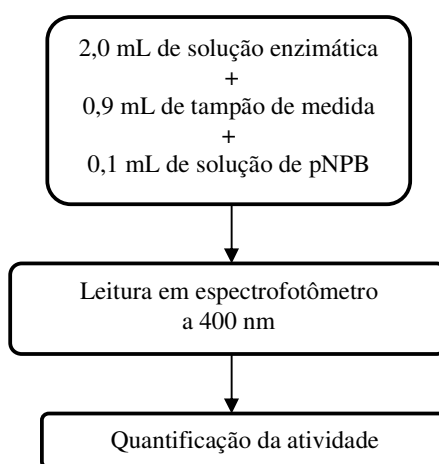 2,0 mL de solução enzimática
+
0,9 mL de tampão de medida
+
0,1 mL de solução de pNPB
Leitura em espectrofotômetro
a 400 nm
Quantificação da atividade